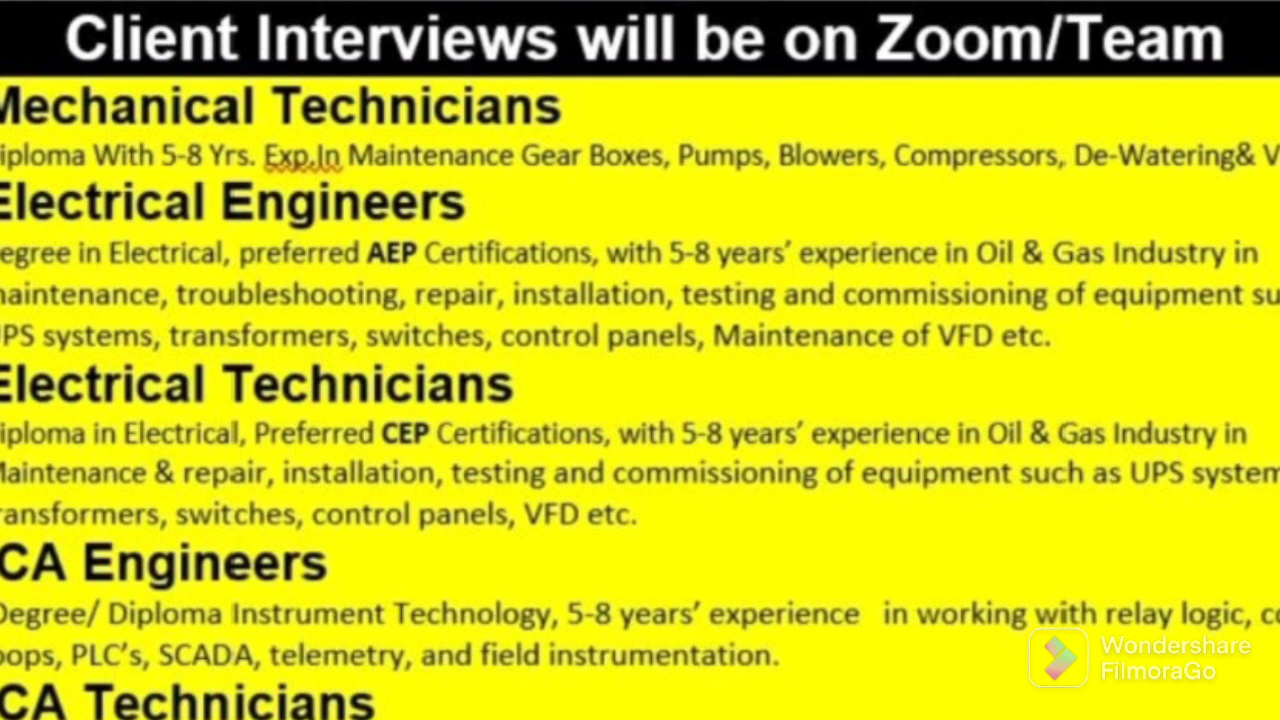 Client Interviews will be on Zoom/Team
Mechanical Technicians
iploma With 5-8 Yrs. Exp.In Maintenance Gear Boxes, Pumps, Blowers, Compressors, De-Watering& V
Electrical Engineers
egree in Electrical, preferred AEP Certifications, with 5-8 years’ experience in Oil & Gas Industry in
naintenance, troubleshooting, repair, installation, testing and commissioning of equipment su
UPS systems, transformers, switches, control panels, Maintenance of VFD etc.
Electrical Technicians
iploma in Electrical, Preferred CEP Certifications, with 5-8 years’ experience in Oil & Gas Industry in
Maintenance & repair, installation, testing and commissioning of equipment such as UPS system
ransformers, switches, control panels, VFD etc.
CA Engineers
Degree/ Diploma Instrument Technology, 5-8 years’ experience in working with relay logic, co
oops, PLC’s, SCADA, telemetry, and field instrumentation.
Wondershare
FilmoraGo
CA Technicians